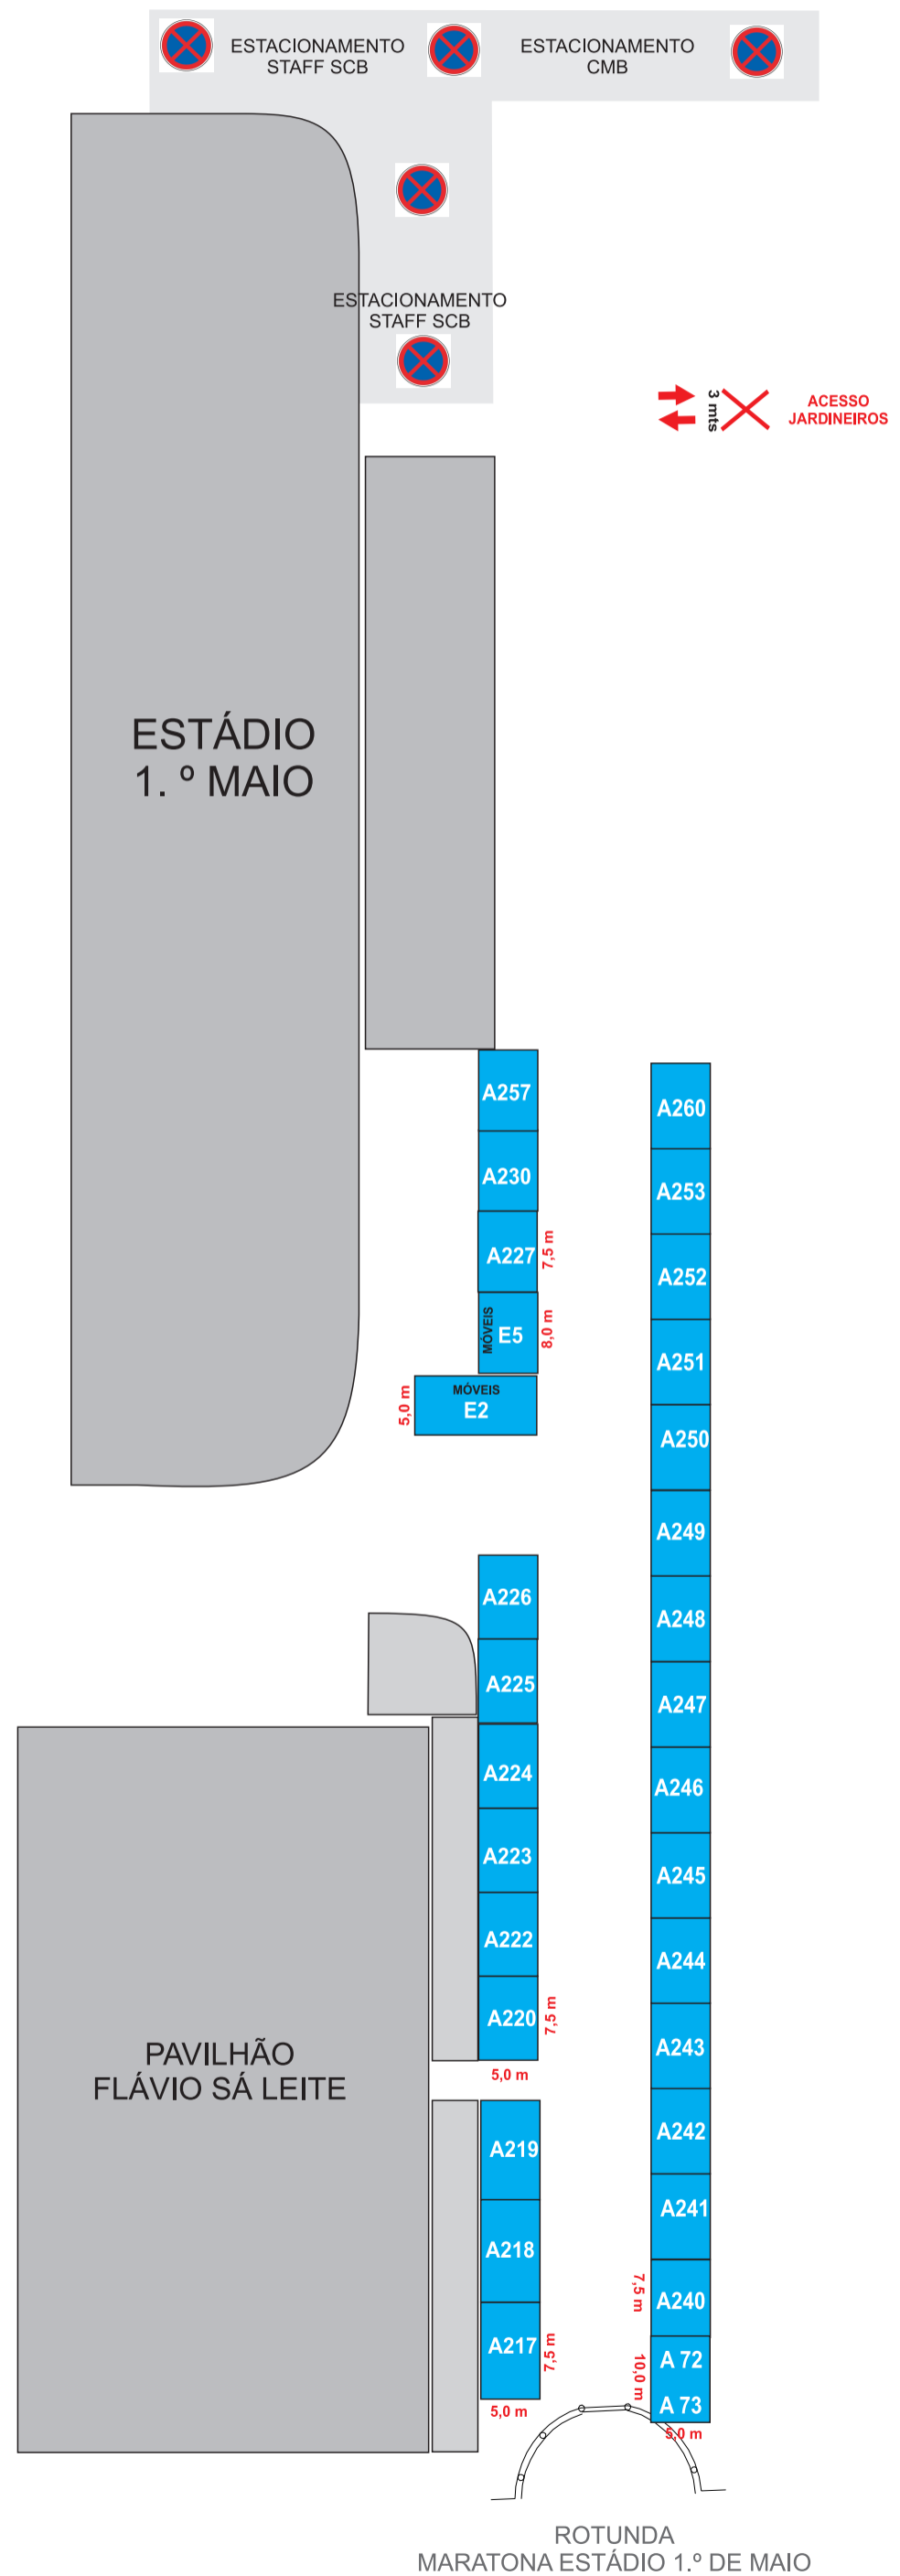 ESTACIONAMENTO
STAFF SCB
ESTACIONAMENTO
CMB
ESTACIONAMENTO
STAFF SCB
3 mts
ACESSO
JARDINEIROS
ESTÁDIO
1. º MAIO
A257
A230
A227
7,5 m
MÓVEIS
E5
8,0 m
MÓVEIS
E2
5,0 m
A260
A253
A252
A251
A250
A249
A248
A247
A246
A245
A244
A243
A242
A241
A240
7,5 m
A 72
A 73
10,0 m
5,0 m
A226
A225
A224
A223
A222
A220
7,5 m
5,0 m
A219
A218
A217
7,5 m
5,0 m
PAVILHÃO
FLÁVIO SÁ LEITE
ROTUNDA
MARATONA ESTÁDIO 1.º DE MAIO